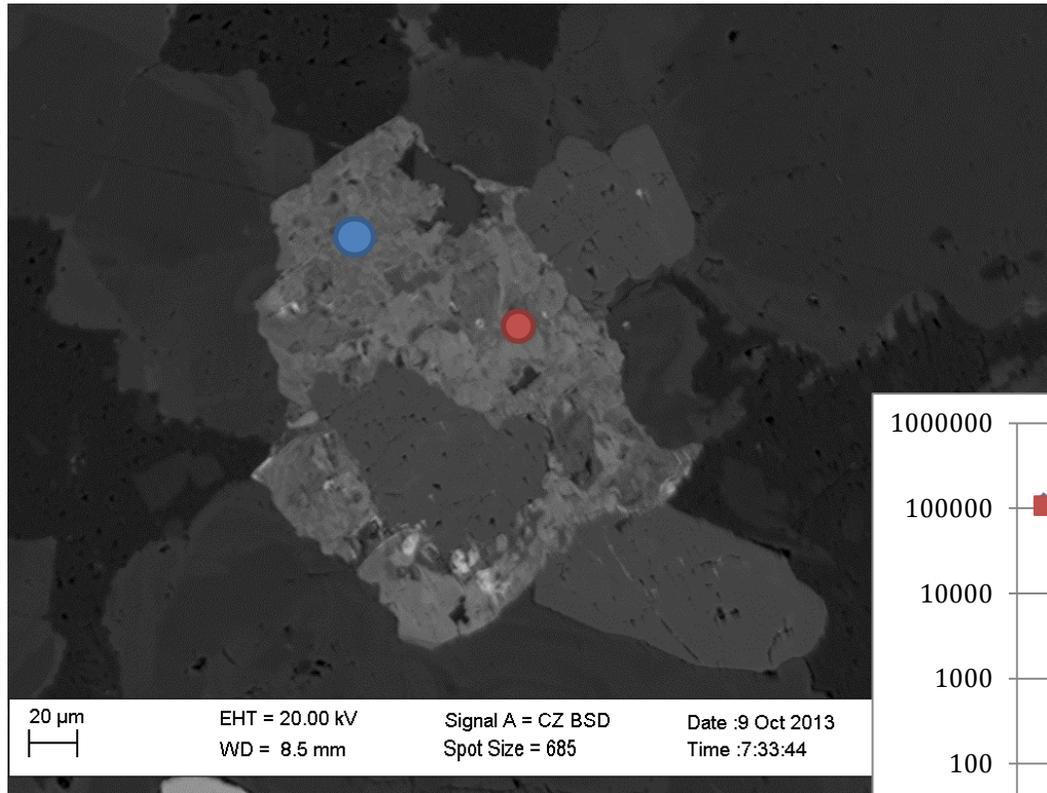 20 µm
EHT = 20.00 kV
Signal A = CZ BSD
Date :9 Oct 2013
WD = 8.5 mm
Spot Size = 685
Time :7:33:44
1000000
100000
10000
1000
100